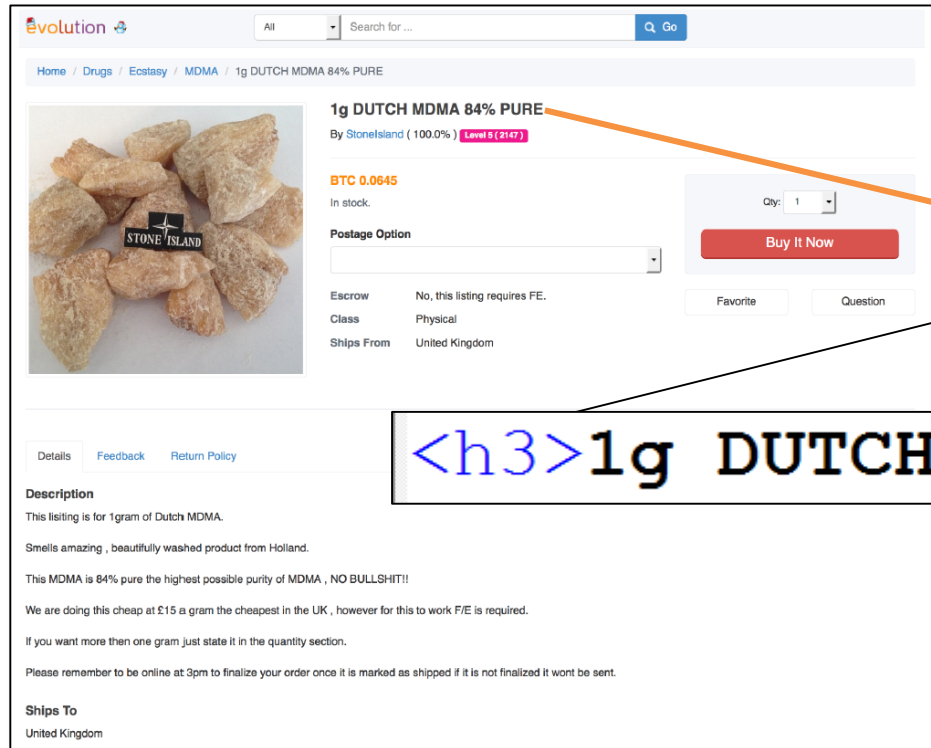 evolution
All
Search for ...
Go
Home / Drugs / Ecstasy / MDMA / 1g DUTCH MDMA 84% PURE
1g DUTCH MDMA 84% PURE
By StoneIsland ( 100.0% ) Level 5 ( 2147 )
STONE ISLAND
BTC 0.0645
In stock.
Qty: 1
Postage Option
Buy It Now
Escrow No, this listing requires FE.
Favorite Question
Class Physical
Ships From United Kingdom
<h3>1g DUTCH
Details Feedback Return Policy
Description
This lisiting is for 1gram of Dutch MDMA.
Smells amazing , beautifully washed product from Holland.
This MDMA is 84% pure the highest possible purity of MDMA , NO BULLSHIT!!
We are doing this cheap at £15 a gram the cheapest in the UK , however for this to work F/E is required.
If you want more then one gram just state it in the quantity section.
Please remember to be online at 3pm to finalize your order once it is marked as shipped if it is not finalized it wont be sent.
Ships To
United Kingdom